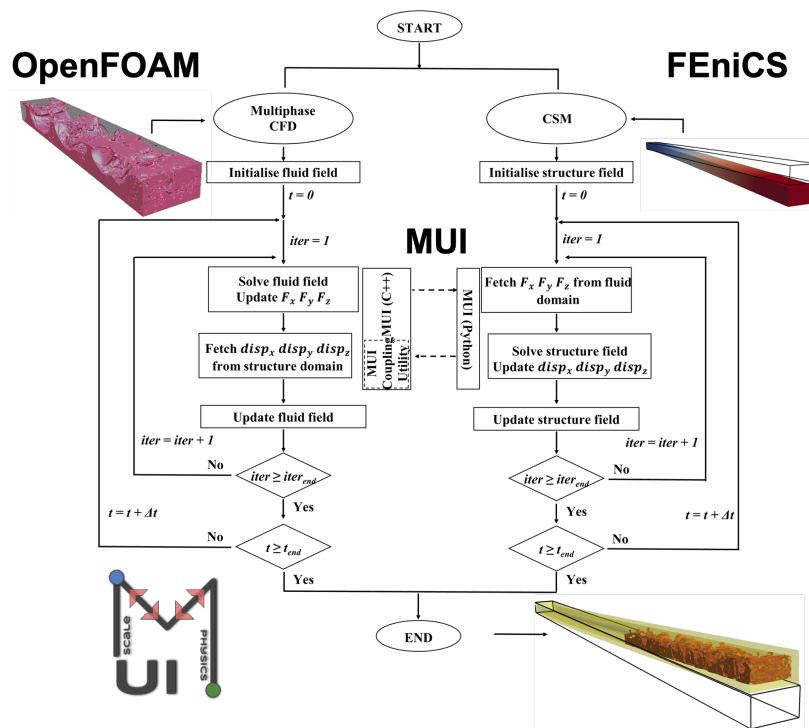 START
OpenFOAM
FEniCS
Multiphase
CFD
CSM
Initialise fluid field
Initialise structure field
t = 0
t = 0
MUI
iter = 1
iter = 1
Solve fluid field
Update F_x F_y F_z
Fetch F_x F_y F_z from fluid
domain
MUI (C++)
MUI
Coupling
Utility
MUI (Python)
Fetch disp_x disp_y disp_z
from structure domain
Solve structure field
Update disp_x disp_y disp_z
Update fluid field
Update structure field
iter = iter + 1
iter = iter + 1
No
iter ≥ iter_end
iter ≥ iter_end
No
Yes
Yes
t = t + Δt
t = t + Δt
No
t ≥ t_end
t ≥ t_end
No
Yes
Yes
END
SCALE
PHYSICS
UI